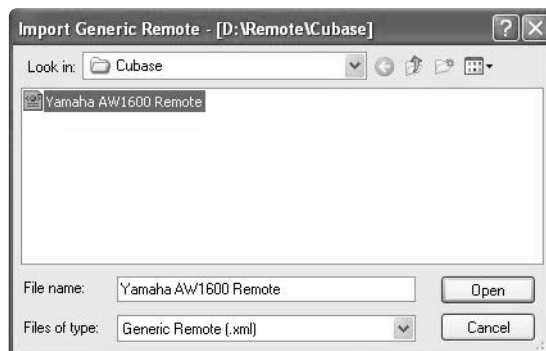 Import Generic Remote - [D:\Remote\Cubase]
Look in: Cubase
Yamaha AW1600 Remote
File name: Yamaha AW1600 Remote Open
Files of type: Generic Remote (.xml) Cancel